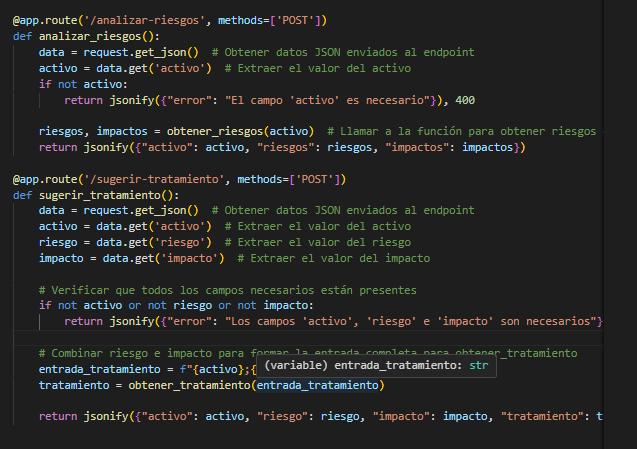 @app.route('/analizar-riesgos', methods=['POST'])
def analizar_riesgos():
    data = request.get_json()  # Obtener datos JSON enviados al endpoint
    activo = data.get('activo')  # Extraer el valor del activo
    if not activo:
        return jsonify({"error": "El campo 'activo' es necesario"}), 400

    riesgos, impactos = obtener_riesgos(activo)  # Llamar a la función para obtener riesgos
    return jsonify({"activo": activo, "riesgos": riesgos, "impactos": impactos})

@app.route('/sugerir-tratamiento', methods=['POST'])
def sugerir_tratamiento():
    data = request.get_json()  # Obtener datos JSON enviados al endpoint
    activo = data.get('activo')  # Extraer el valor del activo
    riesgo = data.get('riesgo')  # Extraer el valor del riesgo
    impacto = data.get('impacto')  # Extraer el valor del impacto

    # Verificar que todos los campos necesarios están presentes
    if not activo or not riesgo or not impacto:
        return jsonify({"error": "Los campos 'activo', 'riesgo' e 'impacto' son necesarios"}

    # Combinar riesgo e impacto para formar la entrada completa para obtener_tratamiento
    entrada_tratamiento = f"{activo};{
(variable) entrada_tratamiento: str
    tratamiento = obtener_tratamiento(entrada_tratamiento)

    return jsonify({"activo": activo, "riesgo": riesgo, "impacto": impacto, "tratamiento": t